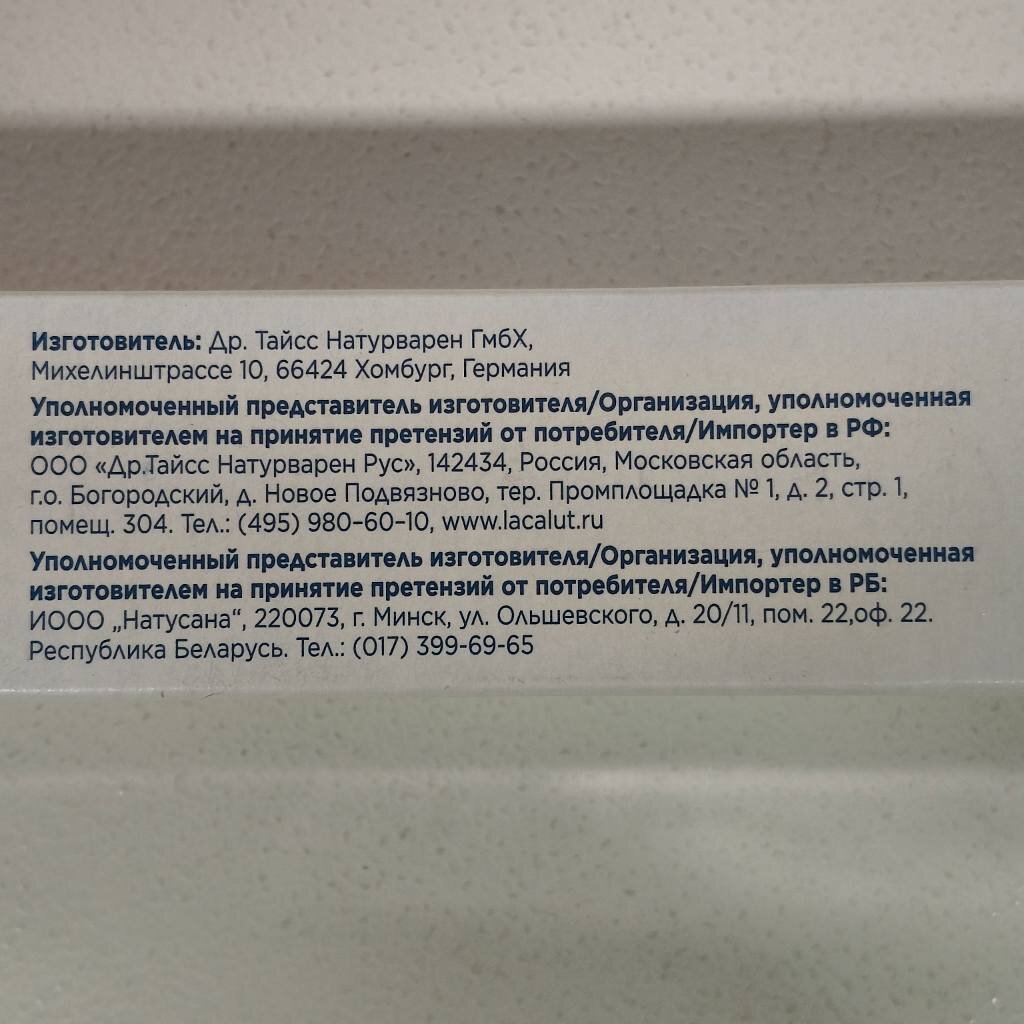 Изготовитель: Др. Тайсс Натурварен ГмбХ,
Михелинштрассе 10, 66424 Хомбург, Германия
Уполномоченный представитель изготовителя/Организация, уполномоченная
изготовителем на принятие претензий от потребителя/Импортер в РФ:
ООО «Др.Тайсс Натурварен Рус», 142434, Россия, Московская область,
г.о. Богородский, д. Новое Подвязново, тер. Промплощадка № 1, д. 2, стр. 1,
помещ. 304. Тел.: (495) 980-60-10, www.lacalut.ru
Уполномоченный представитель изготовителя/Организация, уполномоченная
изготовителем на принятие претензий от потребителя/Импортер в РБ:
ИООО „Натусана“, 220073, г. Минск, ул. Ольшевского, д. 20/11, пом. 22,оф. 22.
Республика Беларусь. Тел.: (017) 399-69-65